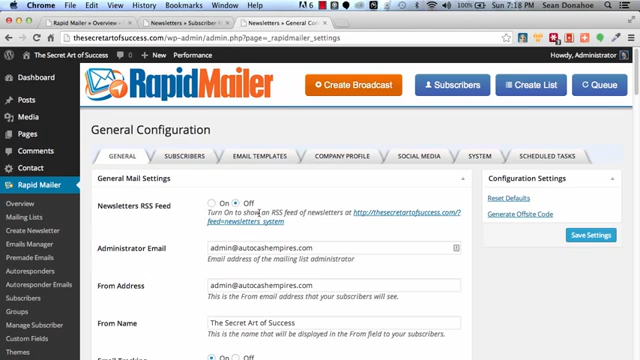 Chrome File Edit View History Bookmarks Window Help
100% Sun 7:18 PM Sean Donahoe
Rapid Mailer » Overview ‹
Newsletters » Subscriber
Newsletters » General Con
thesecretartofsuccess.com/wp-admin/admin.php?page=_rapidmailer_settings
The Secret Art of Success
0
New
Performance
Howdy, Administrator
Dashboard
Posts
Media
Pages
Comments
Contact
Rapid Mailer
Overview
Mailing Lists
Create Newsletter
Emails Manager
Premade Emails
Autoresponders
Autoresponder Emails
Subscribers
Groups
Manage Subscriber
Custom Fields
Themes
RapidMailer
Create Broadcast
Subscribers
Create List
Queue
General Configuration
GENERAL
SUBSCRIBERS
EMAIL TEMPLATES
COMPANY PROFILE
SOCIAL MEDIA
SYSTEM
SCHEDULED TASKS
General Mail Settings
Newsletters RSS Feed
On Off
Turn On to show an RSS feed of newsletters at http://thesecretartofsuccess.com/?
feed=newsletters_system
Administrator Email
admin@autocashempires.com
Email address of the mailing list administrator
From Address
admin@autocashempires.com
This is the From email address that your subscribers will see.
From Name
The Secret Art of Success
This is the name that will be displayed in the From field to your subscribers.
Email Tracking
On Off
Configuration Settings
Reset Defaults
Generate Offsite Code
Save Settings